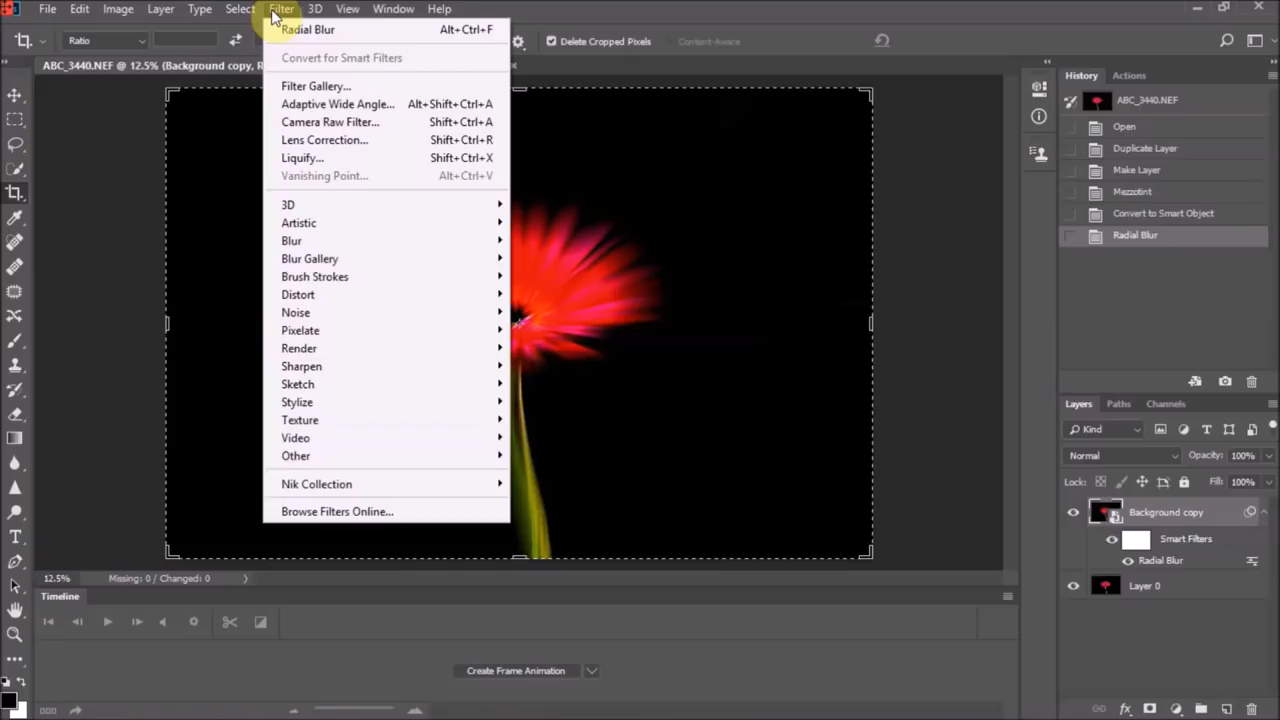 File Edit Image Layer Type Select Filter 3D View Window Help
Ratio
Delete Cropped Pixels
Content-Aware
ABC_3440.NEF @ 12.5% (Background copy, R
Radial Blur Alt+Ctrl+F
Convert for Smart Filters
Filter Gallery...
Adaptive Wide Angle... Alt+Shift+Ctrl+A
Camera Raw Filter... Shift+Ctrl+A
Lens Correction... Shift+Ctrl+R
Liquify... Shift+Ctrl+X
Vanishing Point... Alt+Ctrl+V
3D
Artistic
Blur
Blur Gallery
Brush Strokes
Distort
Noise
Pixelate
Render
Sharpen
Sketch
Stylize
Texture
Video
Other
Nik Collection
Browse Filters Online...
12.5% Missing: 0 / Changed: 0
Timeline
Create Frame Animation
History Actions
ABC_3440.NEF
Open
Duplicate Layer
Make Layer
Mezzotint
Convert to Smart Object
Radial Blur
Layers Paths Channels
Kind
Normal Opacity: 100%
Lock: Fill: 100%
Background copy
Smart Filters
Radial Blur
Layer 0